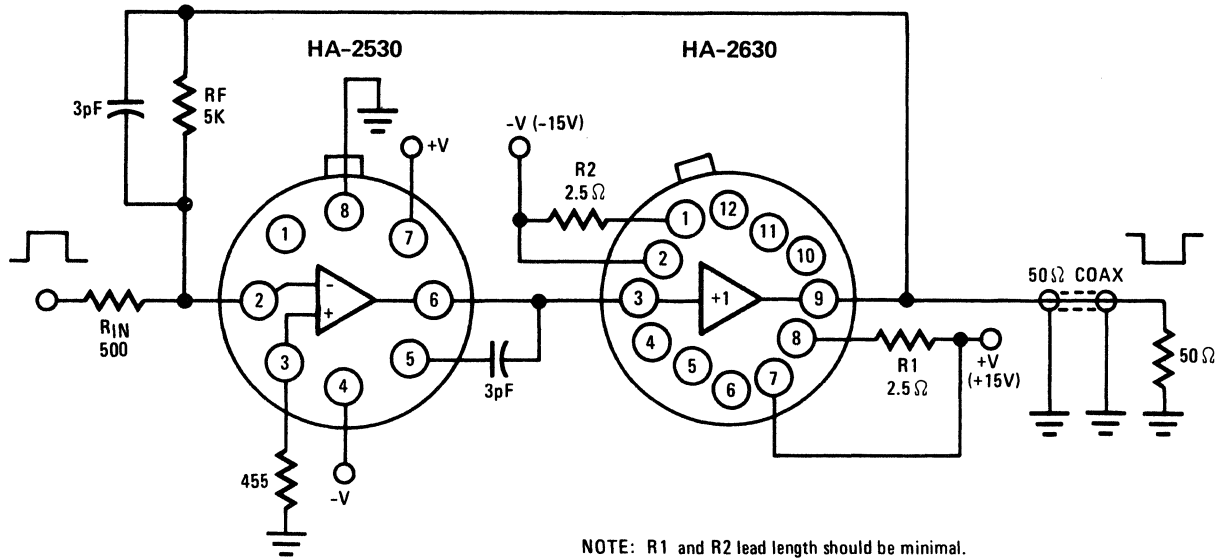 HA-2530
HA-2630
3pF
RF
5K
+V
-V (-15V)
R2
2.5Ω
8
1
7
2
-
+
6
3
5
4
RIN
500
3pF
455
-V
1
12
11
2
10
3
+1
9
4
8
5
6
7
R1
2.5Ω
+V
(+15V)
50Ω COAX
50Ω
NOTE: R1 and R2 lead length should be minimal.